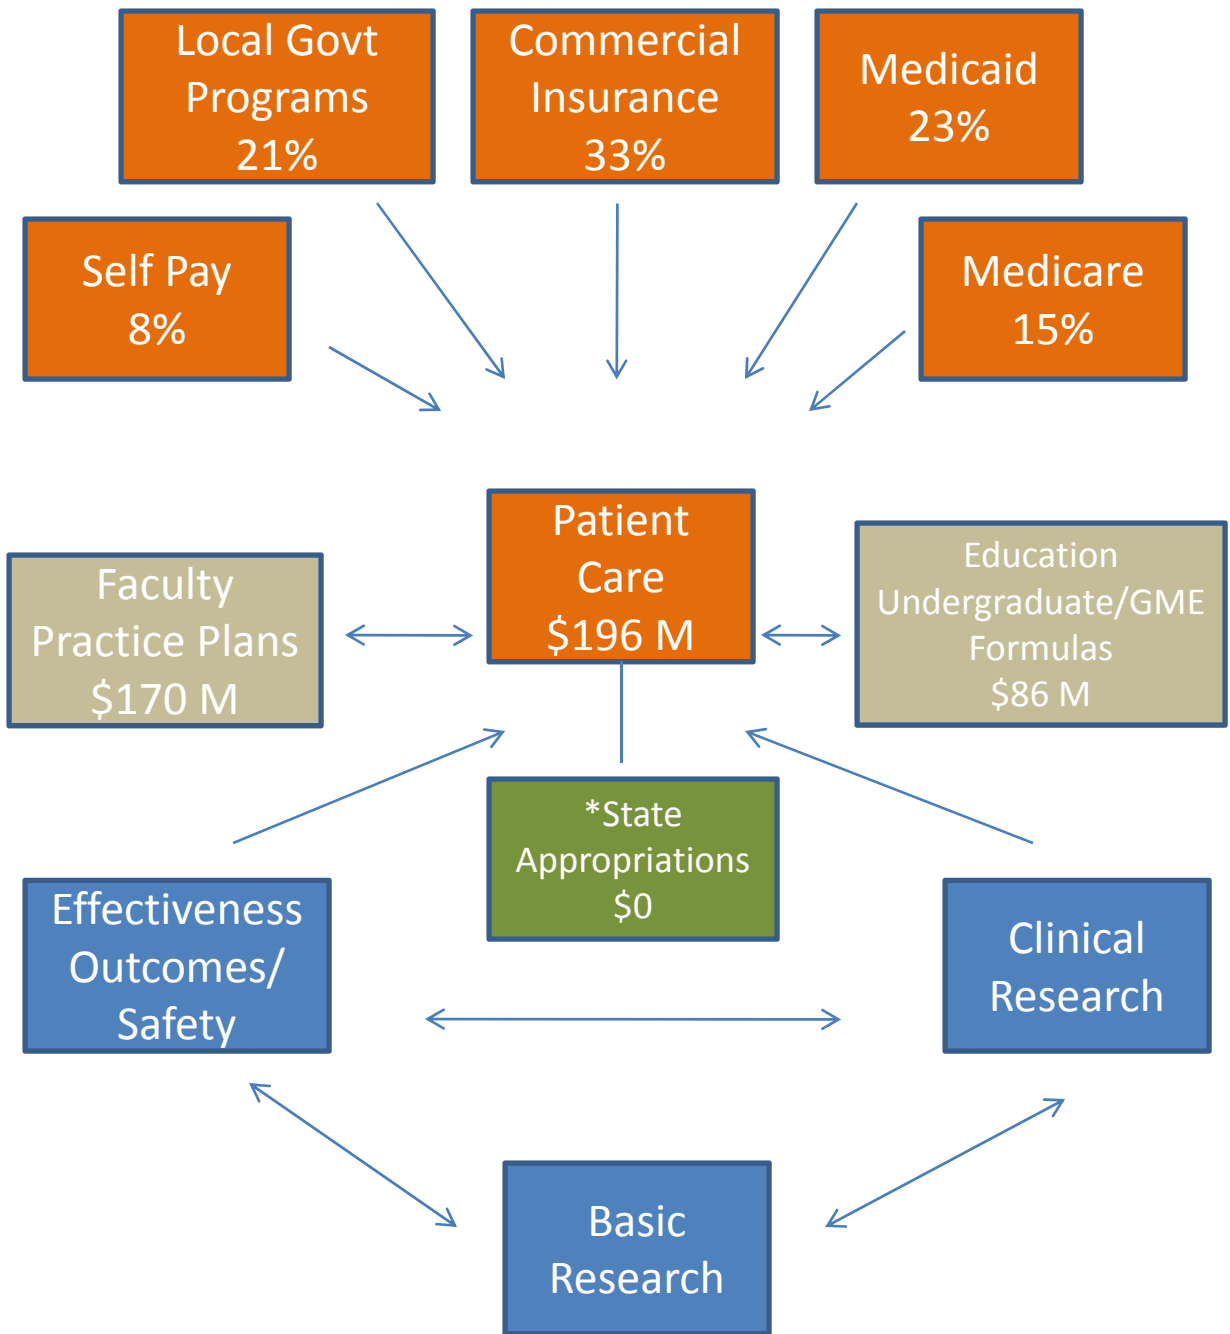 Local Govt
Programs
21%
Commercial
Insurance
33%
Medicaid
23%
Self Pay
8%
Medicare
15%
Patient
Care
$196 M
Faculty
Practice Plans
$170 M
Education
Undergraduate/GME
Formulas
$86 M
*State
Appropriations
$0
Effectiveness
Outcomes/
Safety
Clinical
Research
Basic
Research